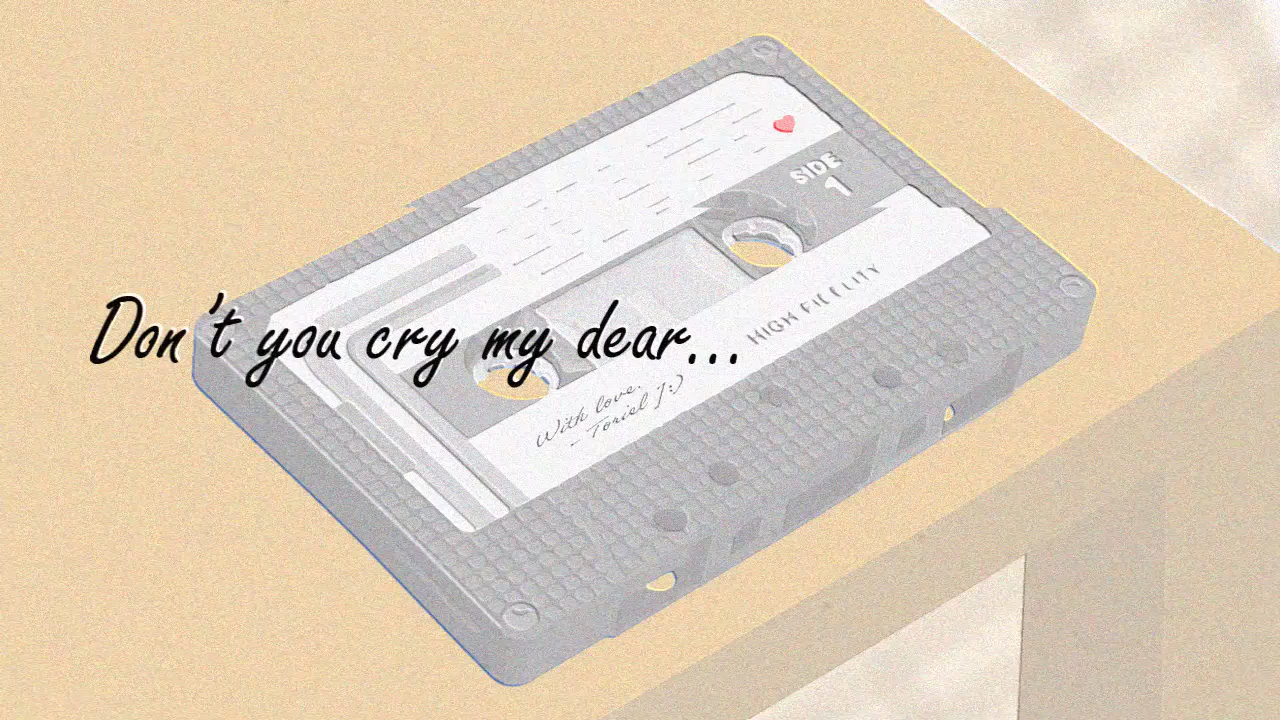 SIDE
1
HIGH FIDELITY
Don't you cry my dear...
With love,
- Toriel ]:)